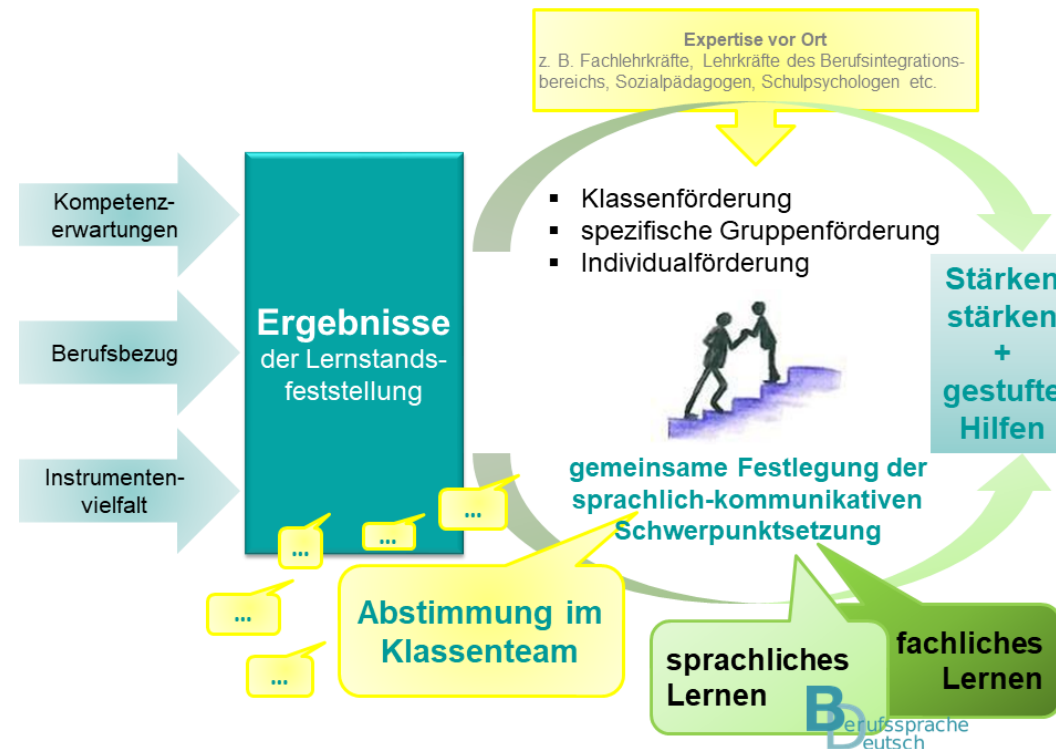 Expertise vor Ort
z. B. Fachlehrkräfte, Lehrkräfte des Berufsintegrations-
bereichs, Sozialpädagogen, Schulpsychologen etc.
Kompetenz-
erwartungen
Berufsbezug
Instrumenten-
vielfalt
Ergebnisse
der Lernstands-
feststellung
▪ Klassenförderung
▪ spezifische Gruppenförderung
▪ Individualförderung
Stärken
stärken
+
gestufte
Hilfen
gemeinsame Festlegung der
sprachlich-kommunikativen
Schwerpunktsetzung
...
...
...
...
...
Abstimmung im
Klassenteam
sprachliches
Lernen
fachliches
Lernen
Berufssprache
Deutsch